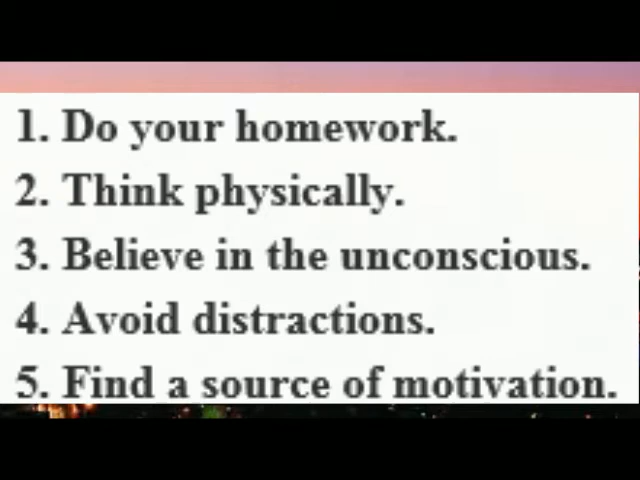 1. Do your homework.
2. Think physically.
3. Believe in the unconscious.
4. Avoid distractions.
5. Find a source of motivation.